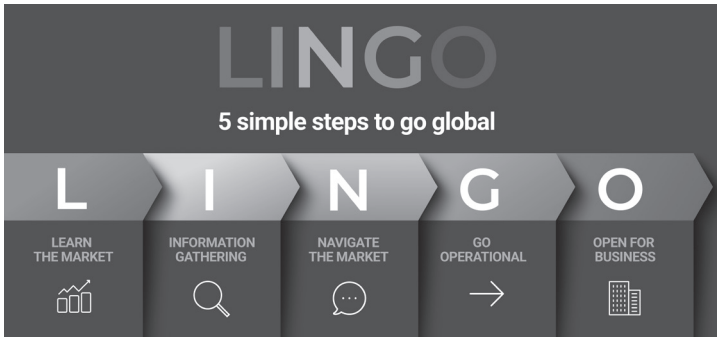 LINGO
5 simple steps to go global
L I N G O
LEARN
THE MARKET
INFORMATION
GATHERING
NAVIGATE
THE MARKET
GO
OPERATIONAL
OPEN FOR
BUSINESS